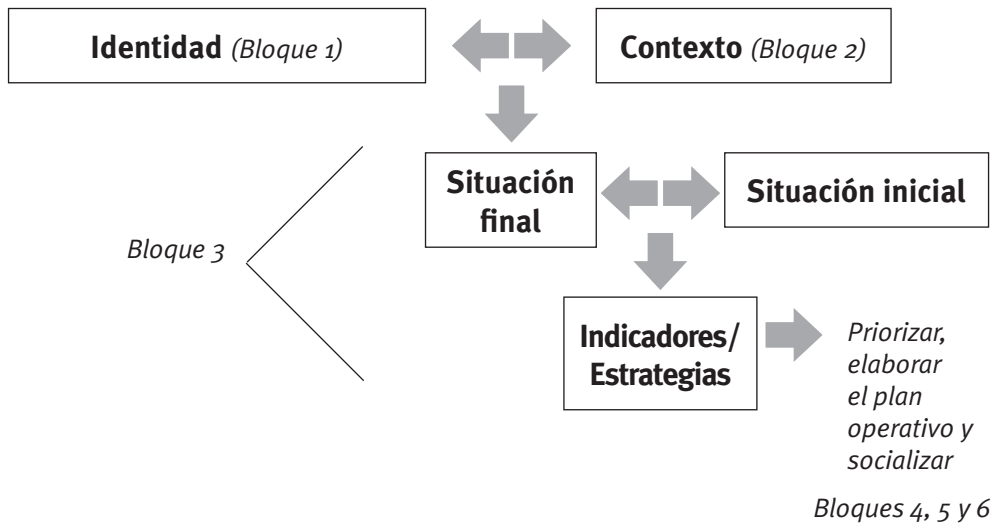 Identidad (Bloque 1)
Contexto (Bloque 2)
Situación
final
Situación inicial
Bloque 3
Indicadores/
Estrategias
Priorizar,
elaborar
el plan
operativo y
socializar
Bloques 4, 5 y 6